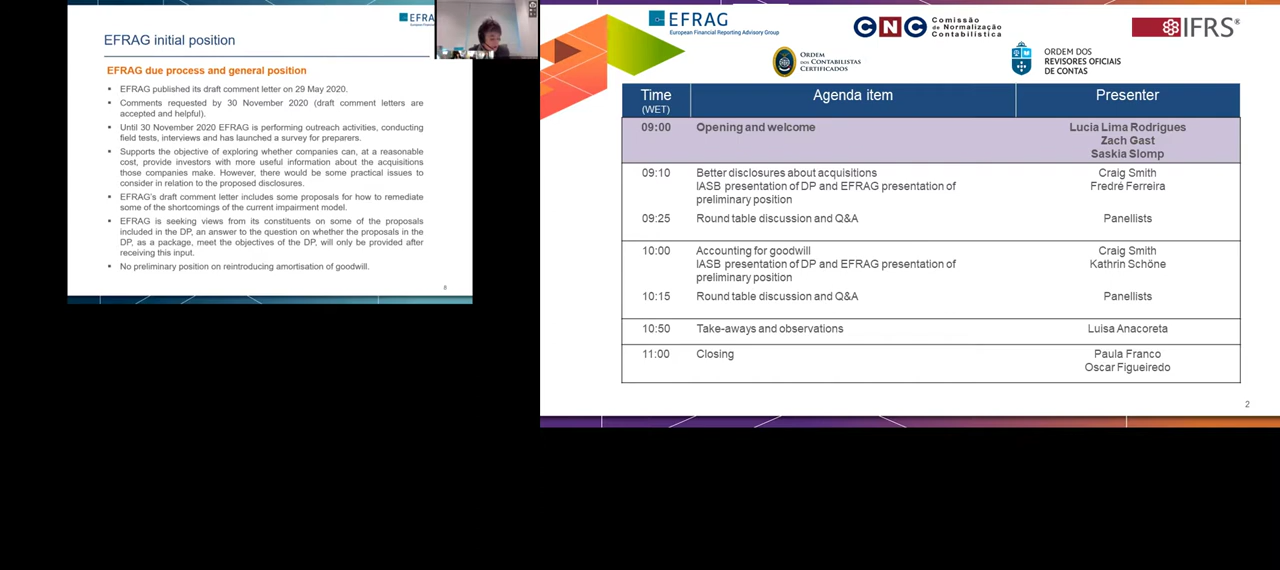 EFRAG
EFRAG initial position
EFRAG due process and general position
▪ EFRAG published its draft comment letter on 29 May 2020.
▪ Comments requested by 30 November 2020 (draft comment letters are
accepted and helpful).
▪ Until 30 November 2020 EFRAG is performing outreach activities, conducting
field tests, interviews and has launched a survey for preparers.
▪ Supports the objective of exploring whether companies can, at a reasonable
cost, provide investors with more useful information about the acquisitions
those companies make. However, there would be some practical issues to
consider in relation to the proposed disclosures.
▪ EFRAG's draft comment letter includes some proposals for how to remediate
some of the shortcomings of the current impairment model.
▪ EFRAG is seeking views from its constituents on some of the proposals
included in the DP, an answer to the question on whether the proposals in the
DP, as a package, meet the objectives of the DP, will only be provided after
receiving this input.
▪ No preliminary position on reintroducing amortisation of goodwill.
8
EFRAG
European Financial Reporting Advisory Group
CNC Comissão
de Normalização
Contabilística
IFRS®
ORDEM
DOS CONTABILISTAS
CERTIFICADOS
ORDEM DOS
REVISORES OFICIAIS
DE CONTAS
Time Agenda item Presenter
(WET)
09:00 Opening and welcome Lucia Lima Rodrigues
Zach Gast
Saskia Slomp
09:10 Better disclosures about acquisitions Craig Smith
IASB presentation of DP and EFRAG presentation of Fredré Ferreira
preliminary position
09:25 Round table discussion and Q&A Panellists
10:00 Accounting for goodwill Craig Smith
IASB presentation of DP and EFRAG presentation of Kathrin Schöne
preliminary position
10:15 Round table discussion and Q&A Panellists
10:50 Take-aways and observations Luisa Anacoreta
11:00 Closing Paula Franco
Oscar Figueiredo
2